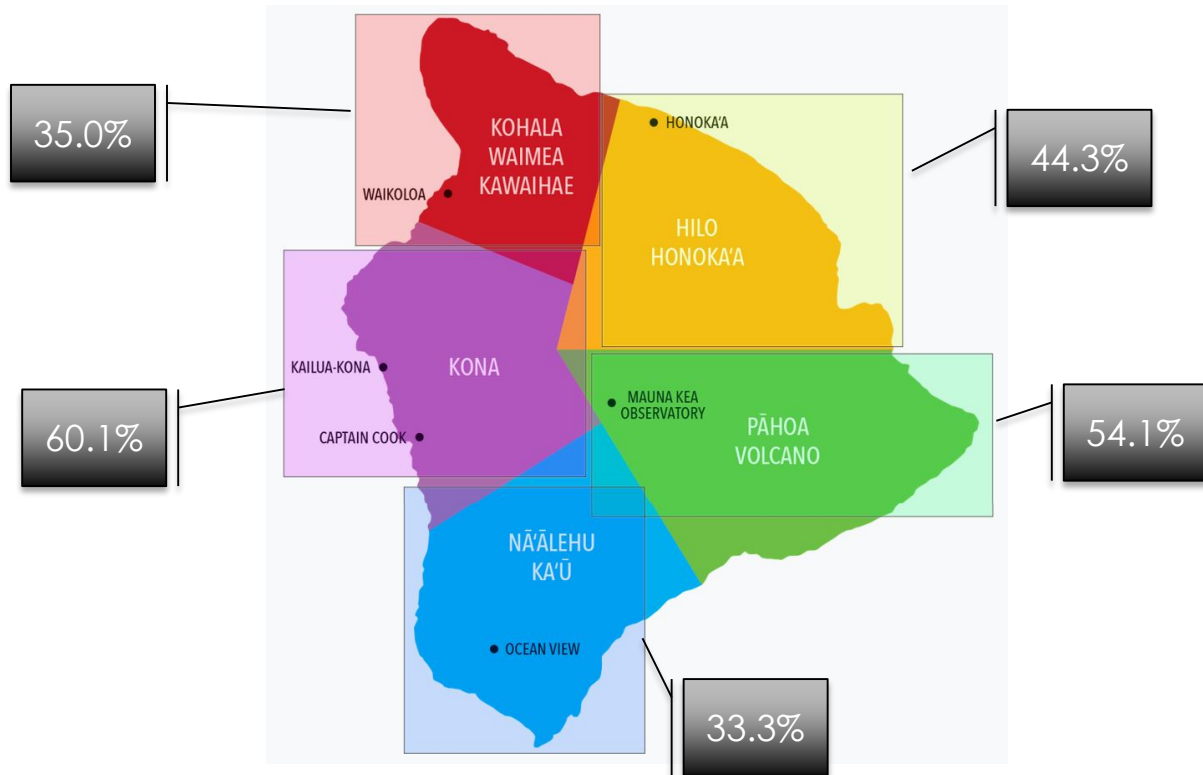 35.0%
KOHALA
WAIMEA
KAWAIHAE
WAIKOLOA
HONOKA'A
44.3%
HILO
HONOKA'A
KAILUA-KONA
KONA
CAPTAIN COOK
60.1%
MAUNA KEA
OBSERVATORY
PĀHOA
VOLCANO
54.1%
NĀ'ĀLEHU
KA'Ū
OCEAN VIEW
33.3%